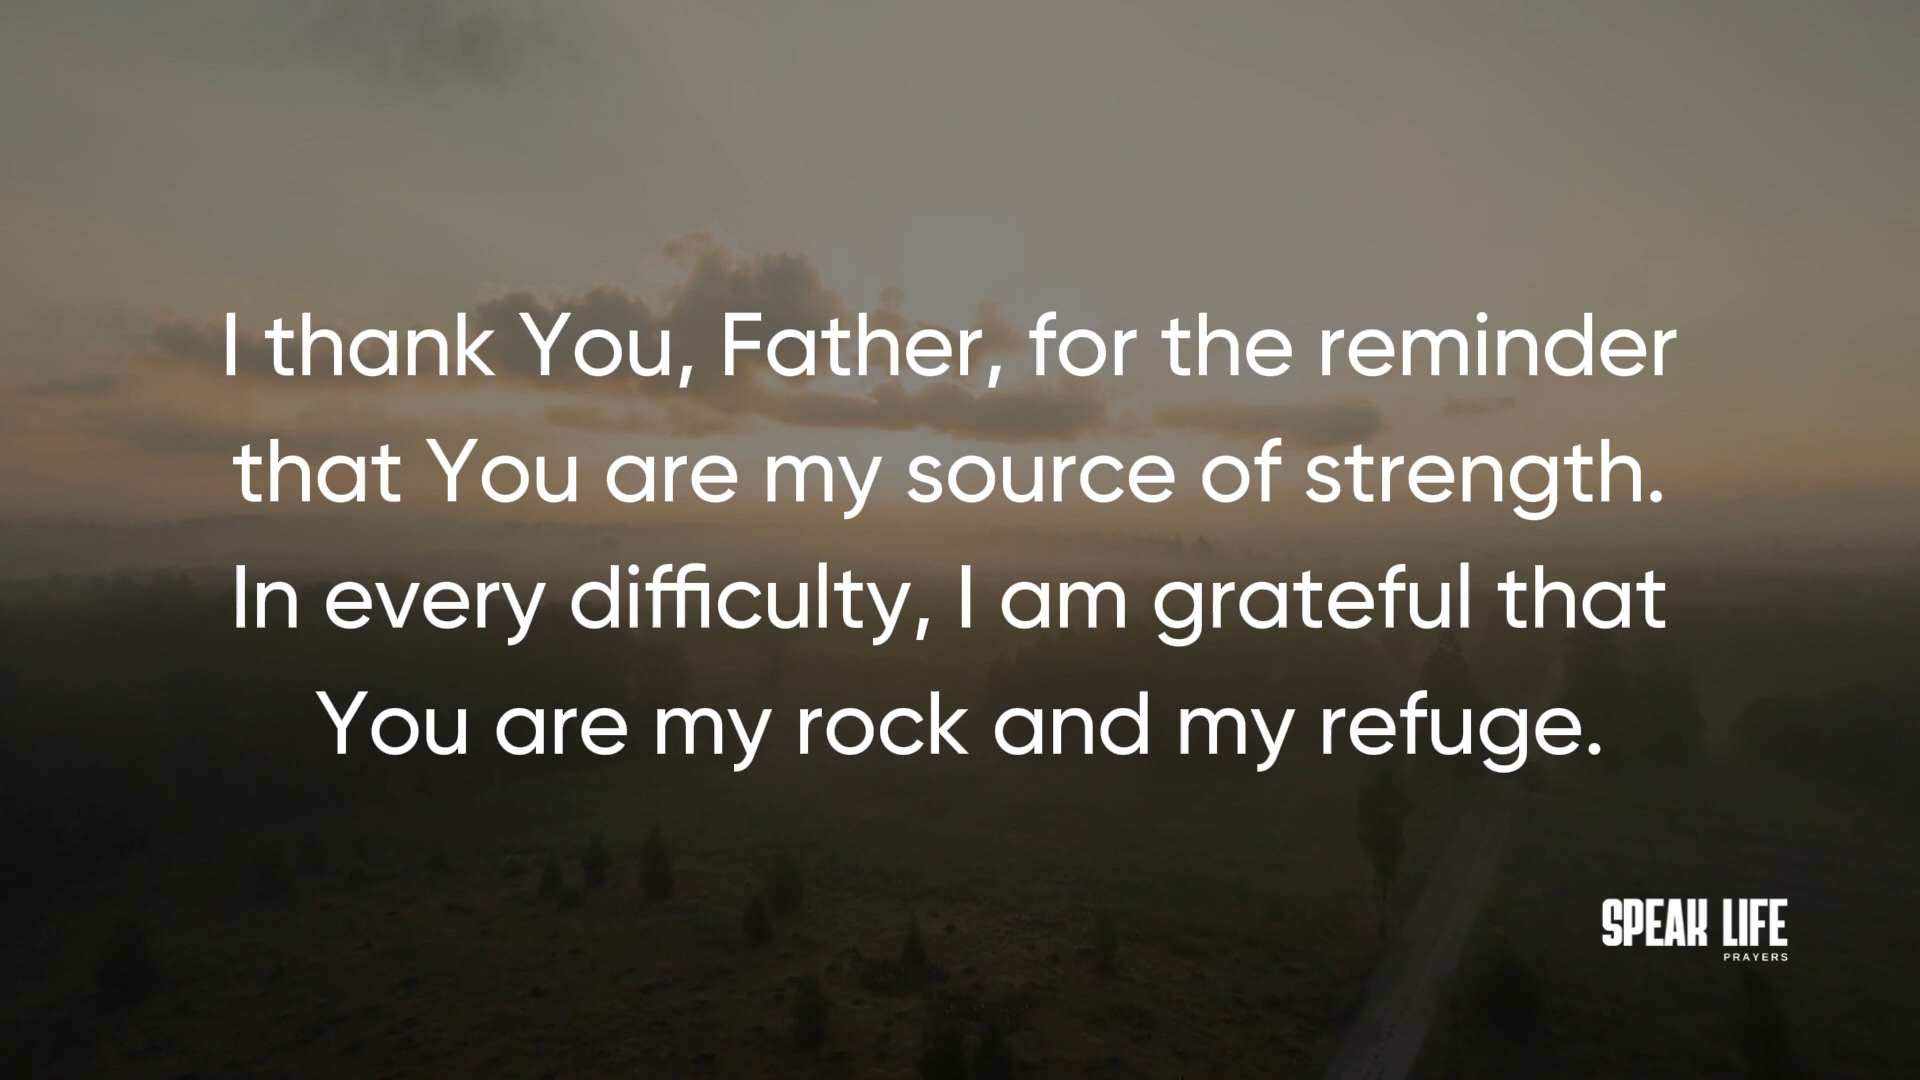 I thank You, Father, for the reminder
that You are my source of strength.
In every difficulty, I am grateful that
You are my rock and my refuge.
SPEAK LIFE
PRAYERS